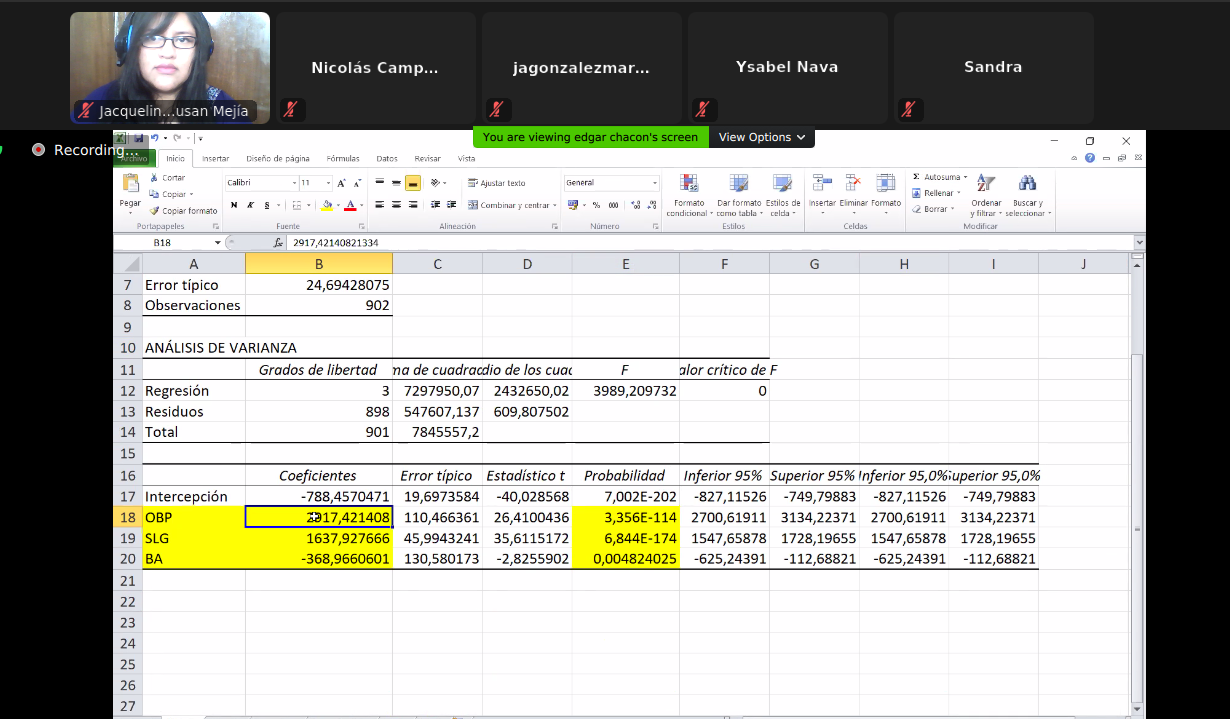 Nicolás Camp...
jagonzalezmar...
Ysabel Nava
Sandra
Jacquelin...usan Mejía
You are viewing edgar chacon's screen
View Options
Recording...
Archivo
Inicio
Insertar
Diseño de página
Fórmulas
Datos
Revisar
Vista
Pegar
Cortar
Copiar
Copiar formato
Portapapeles
Calibri
11
N K S
Fuente
Ajustar texto
Combinar y centrar
Alineación
General
% 000
Número
Formato condicional
Dar formato como tabla
Estilos de celda
Estilos
Insertar
Eliminar
Formato
Celdas
Autosuma
Rellenar
Borrar
Ordenar y filtrar
Buscar y seleccionar
Modificar
B18
fx
2917,42140821334
A B C D E F G H I J
7 Error típico 24,69428075
8 Observaciones 902
9
10 ANÁLISIS DE VARIANZA
11 Grados de libertad ma de cuadrad dio de los cuad F alor crítico de F
12 Regresión 3 7297950,07 2432650,02 3989,209732 0
13 Residuos 898 547607,137 609,807502
14 Total 901 7845557,2
15
16 Coeficientes Error típico Estadístico t Probabilidad Inferior 95% Superior 95% Inferior 95,0% Superior 95,0%
17 Intercepción -788,4570471 19,6973584 -40,028568 7,002E-202 -827,11526 -749,79883 -827,11526 -749,79883
18 OBP 2917,421408 110,466361 26,4100436 3,356E-114 2700,61911 3134,22371 2700,61911 3134,22371
19 SLG 1637,927666 45,9943241 35,6115172 6,844E-174 1547,65878 1728,19655 1547,65878 1728,19655
20 BA -368,9660601 130,580173 -2,8255902 0,004824025 -625,24391 -112,68821 -625,24391 -112,68821
21
22
23
24
25
26
27